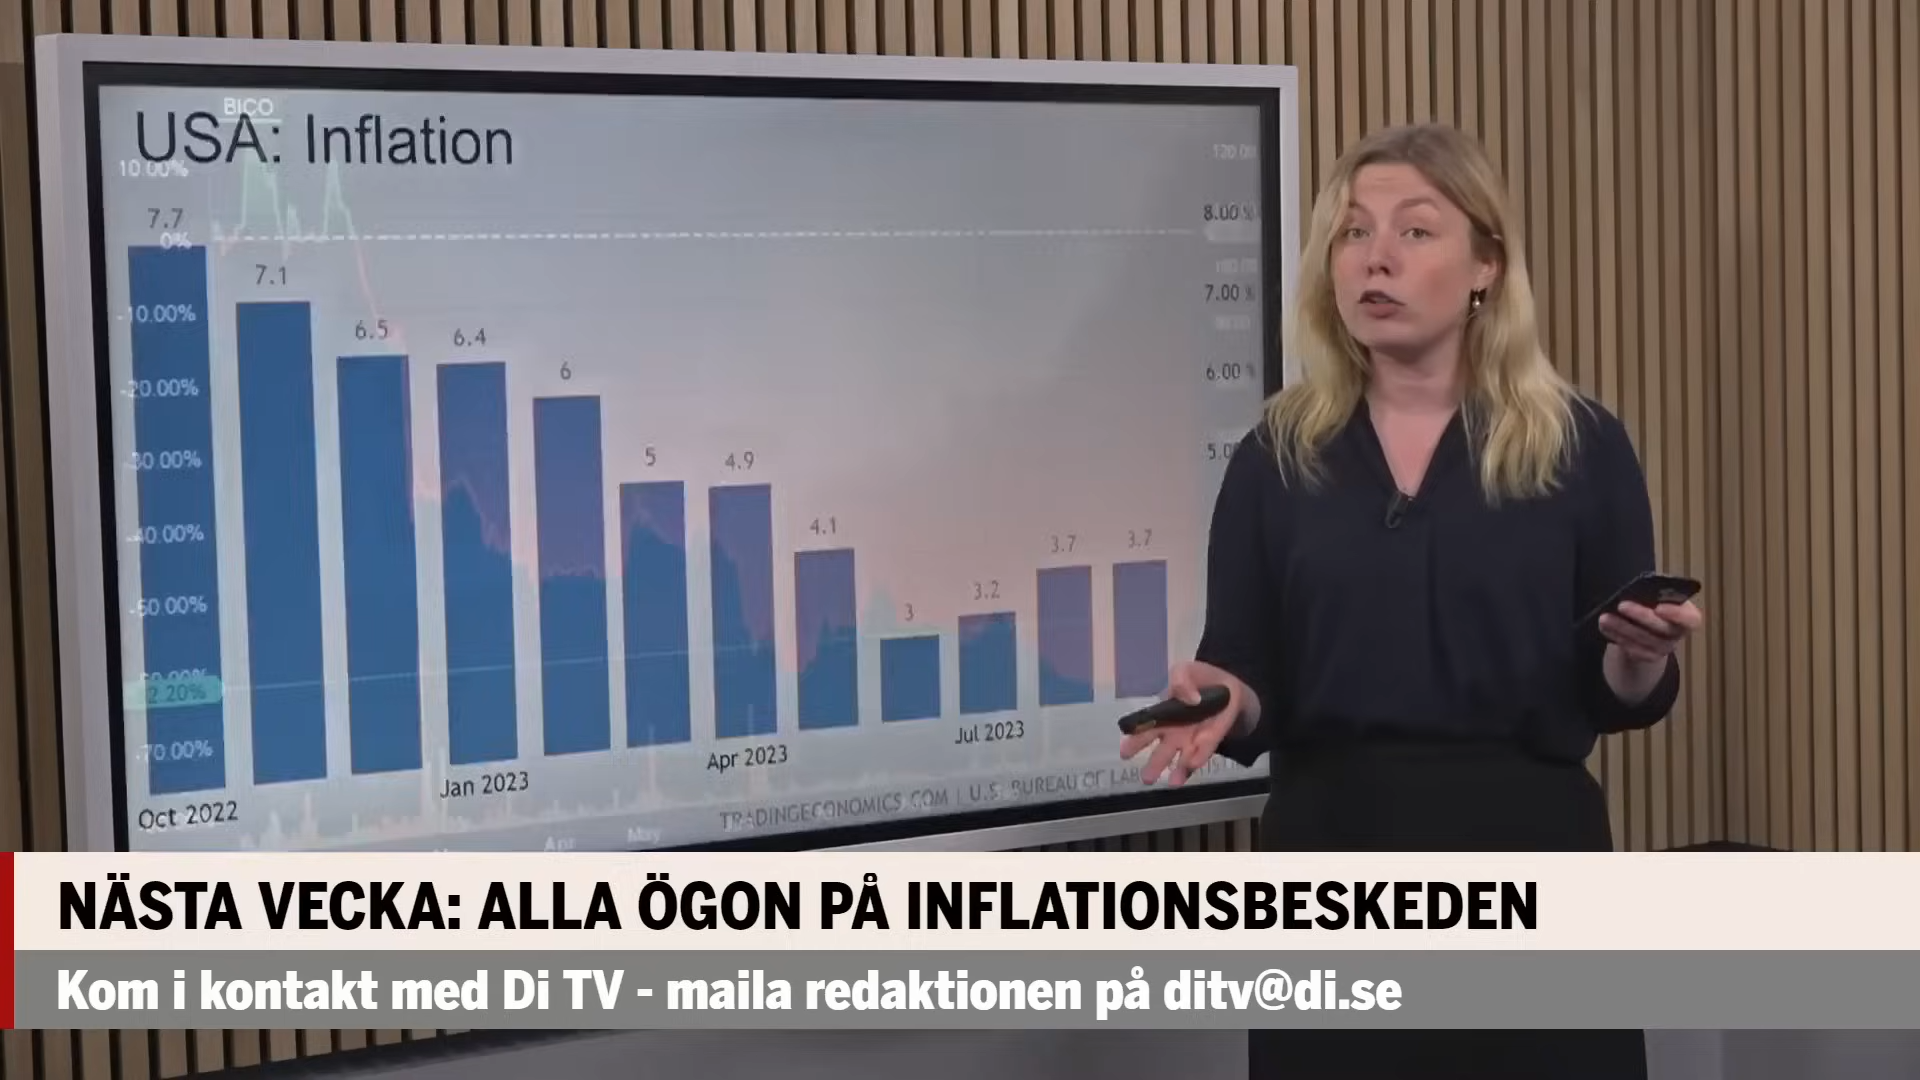 BICO
USA: Inflation
10.00%
120.00
7.7
8.00 %
0%
7.1
7.00 %
-10.00%
6.5
6.4
6
6.00 %
-20.00%
-30.00%
5
4.9
-40.00%
4.1
3.7
3.7
-50.00%
3
3.2
2.20%
-70.00%
Oct 2022
Jan 2023
Apr 2023
Jul 2023
TRADINGECONOMICS.COM | U.S. BUREAU OF
Apr
May
NÄSTA VECKA: ALLA ÖGON PÅ INFLATIONSBESKEDEN
Kom i kontakt med Di TV - maila redaktionen på ditv@di.se